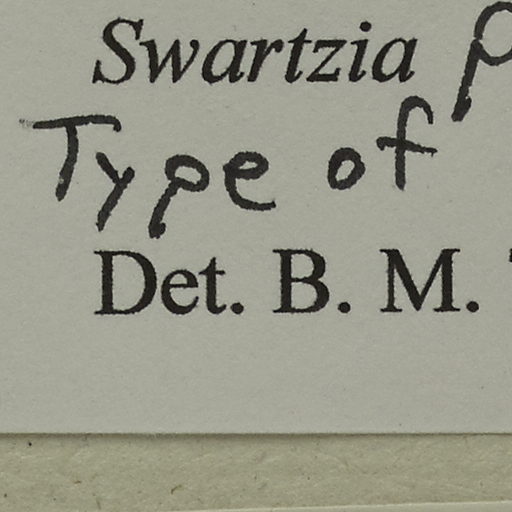 Swartzia p
Type of
Det. B. M.